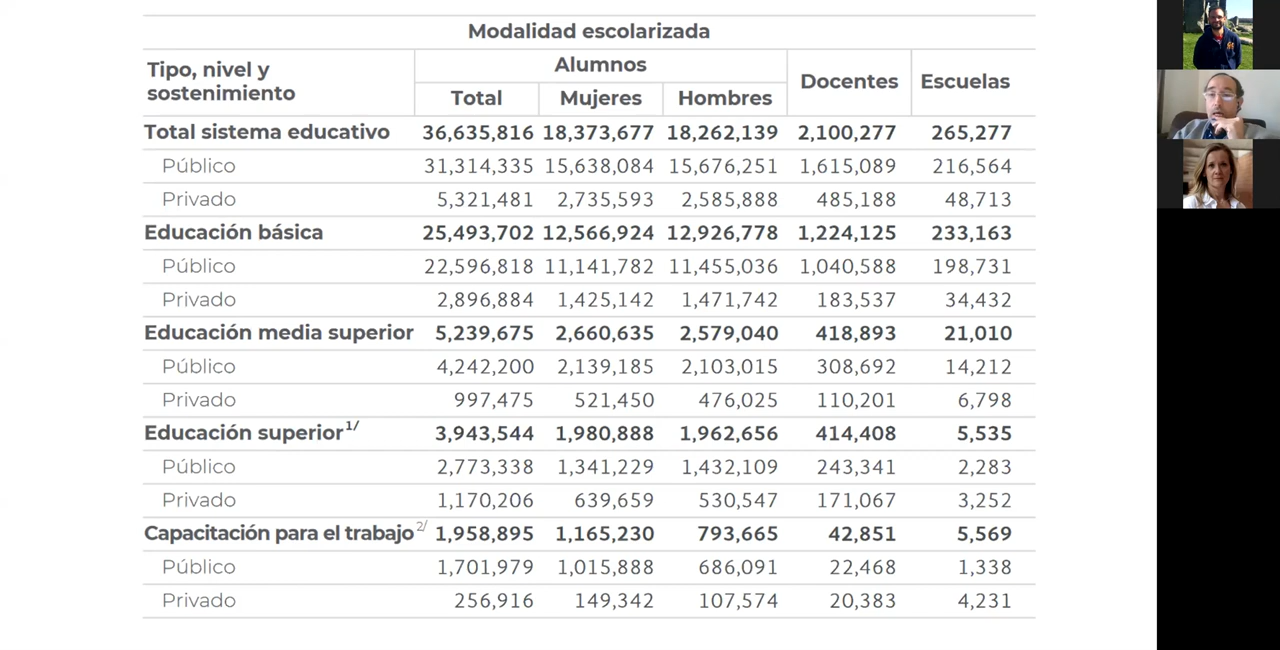 Modalidad escolarizada
Tipo, nivel y
sostenimiento
Alumnos
Docentes Escuelas
Total Mujeres Hombres
Total sistema educativo 36,635,816 18,373,677 18,262,139 2,100,277 265,277
Público 31,314,335 15,638,084 15,676,251 1,615,089 216,564
Privado 5,321,481 2,735,593 2,585,888 485,188 48,713
Educación básica 25,493,702 12,566,924 12,926,778 1,224,125 233,163
Público 22,596,818 11,141,782 11,455,036 1,040,588 198,731
Privado 2,896,884 1,425,142 1,471,742 183,537 34,432
Educación media superior 5,239,675 2,660,635 2,579,040 418,893 21,010
Público 4,242,200 2,139,185 2,103,015 308,692 14,212
Privado 997,475 521,450 476,025 110,201 6,798
Educación superior 1/ 3,943,544 1,980,888 1,962,656 414,408 5,535
Público 2,773,338 1,341,229 1,432,109 243,341 2,283
Privado 1,170,206 639,659 530,547 171,067 3,252
Capacitación para el trabajo 2/ 1,958,895 1,165,230 793,665 42,851 5,569
Público 1,701,979 1,015,888 686,091 22,468 1,338
Privado 256,916 149,342 107,574 20,383 4,231